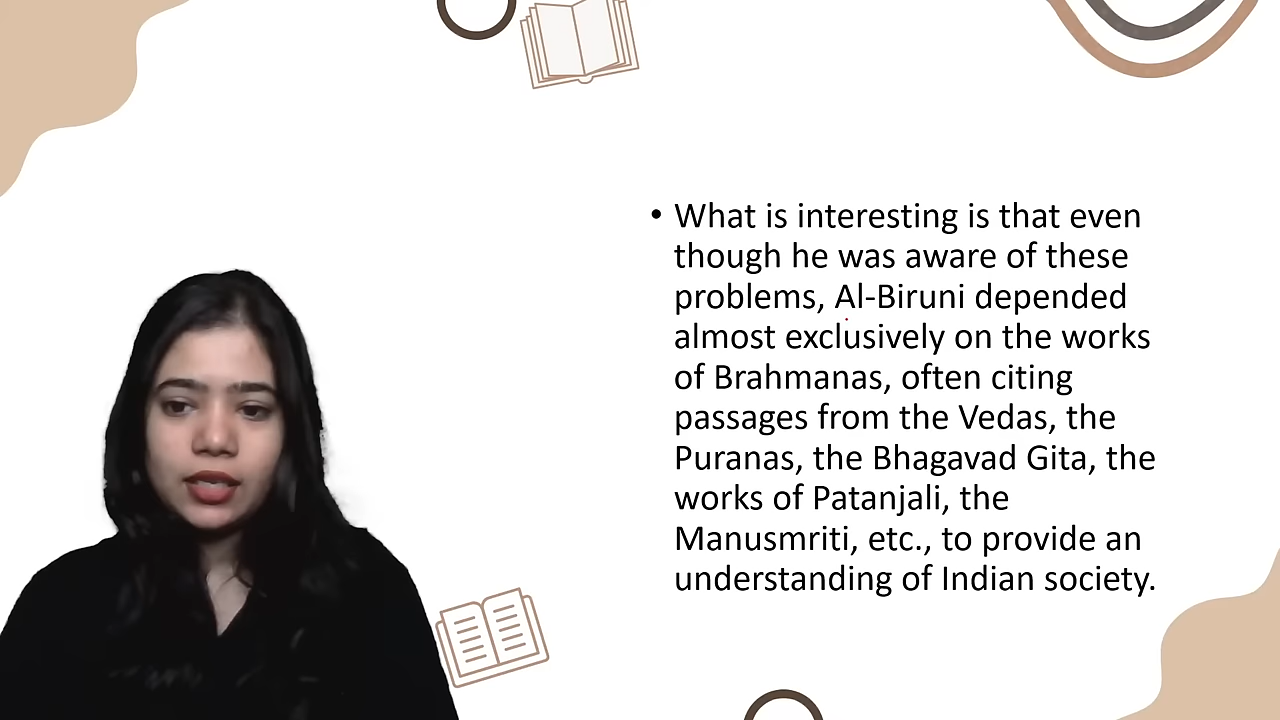 • What is interesting is that even
though he was aware of these
problems, Al-Biruni depended
almost exclusively on the works
of Brahmanas, often citing
passages from the Vedas, the
Puranas, the Bhagavad Gita, the
works of Patanjali, the
Manusmriti, etc., to provide an
understanding of Indian society.